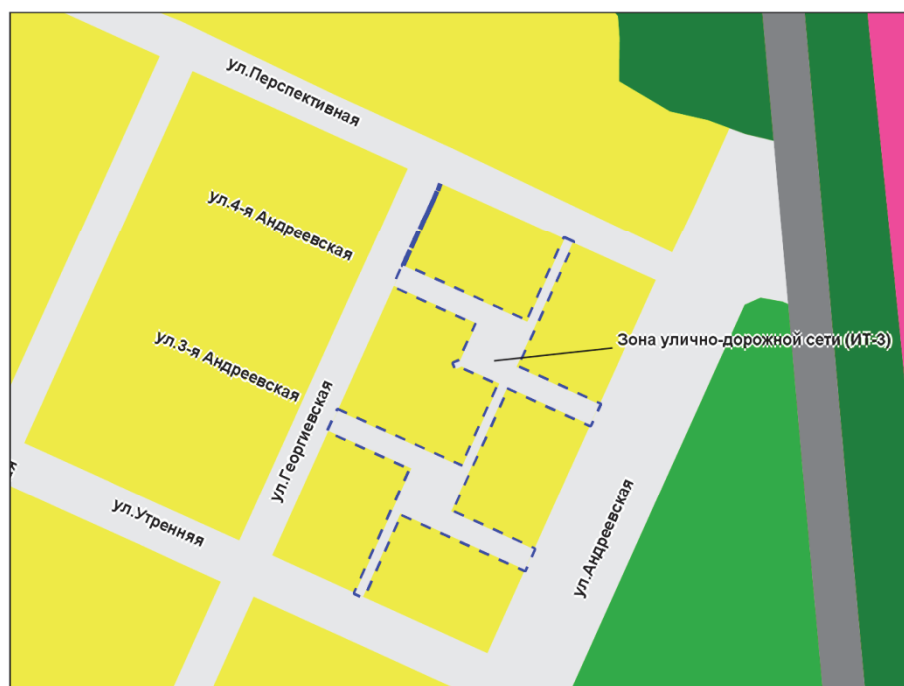 ул.Перспективная
ул.4-я Андреевская
Зона улично-дорожной сети (ИТ-3)
ул.3-я Андреевская
ул.Георгиевская
ул.Андреевская
ул.Утренняя